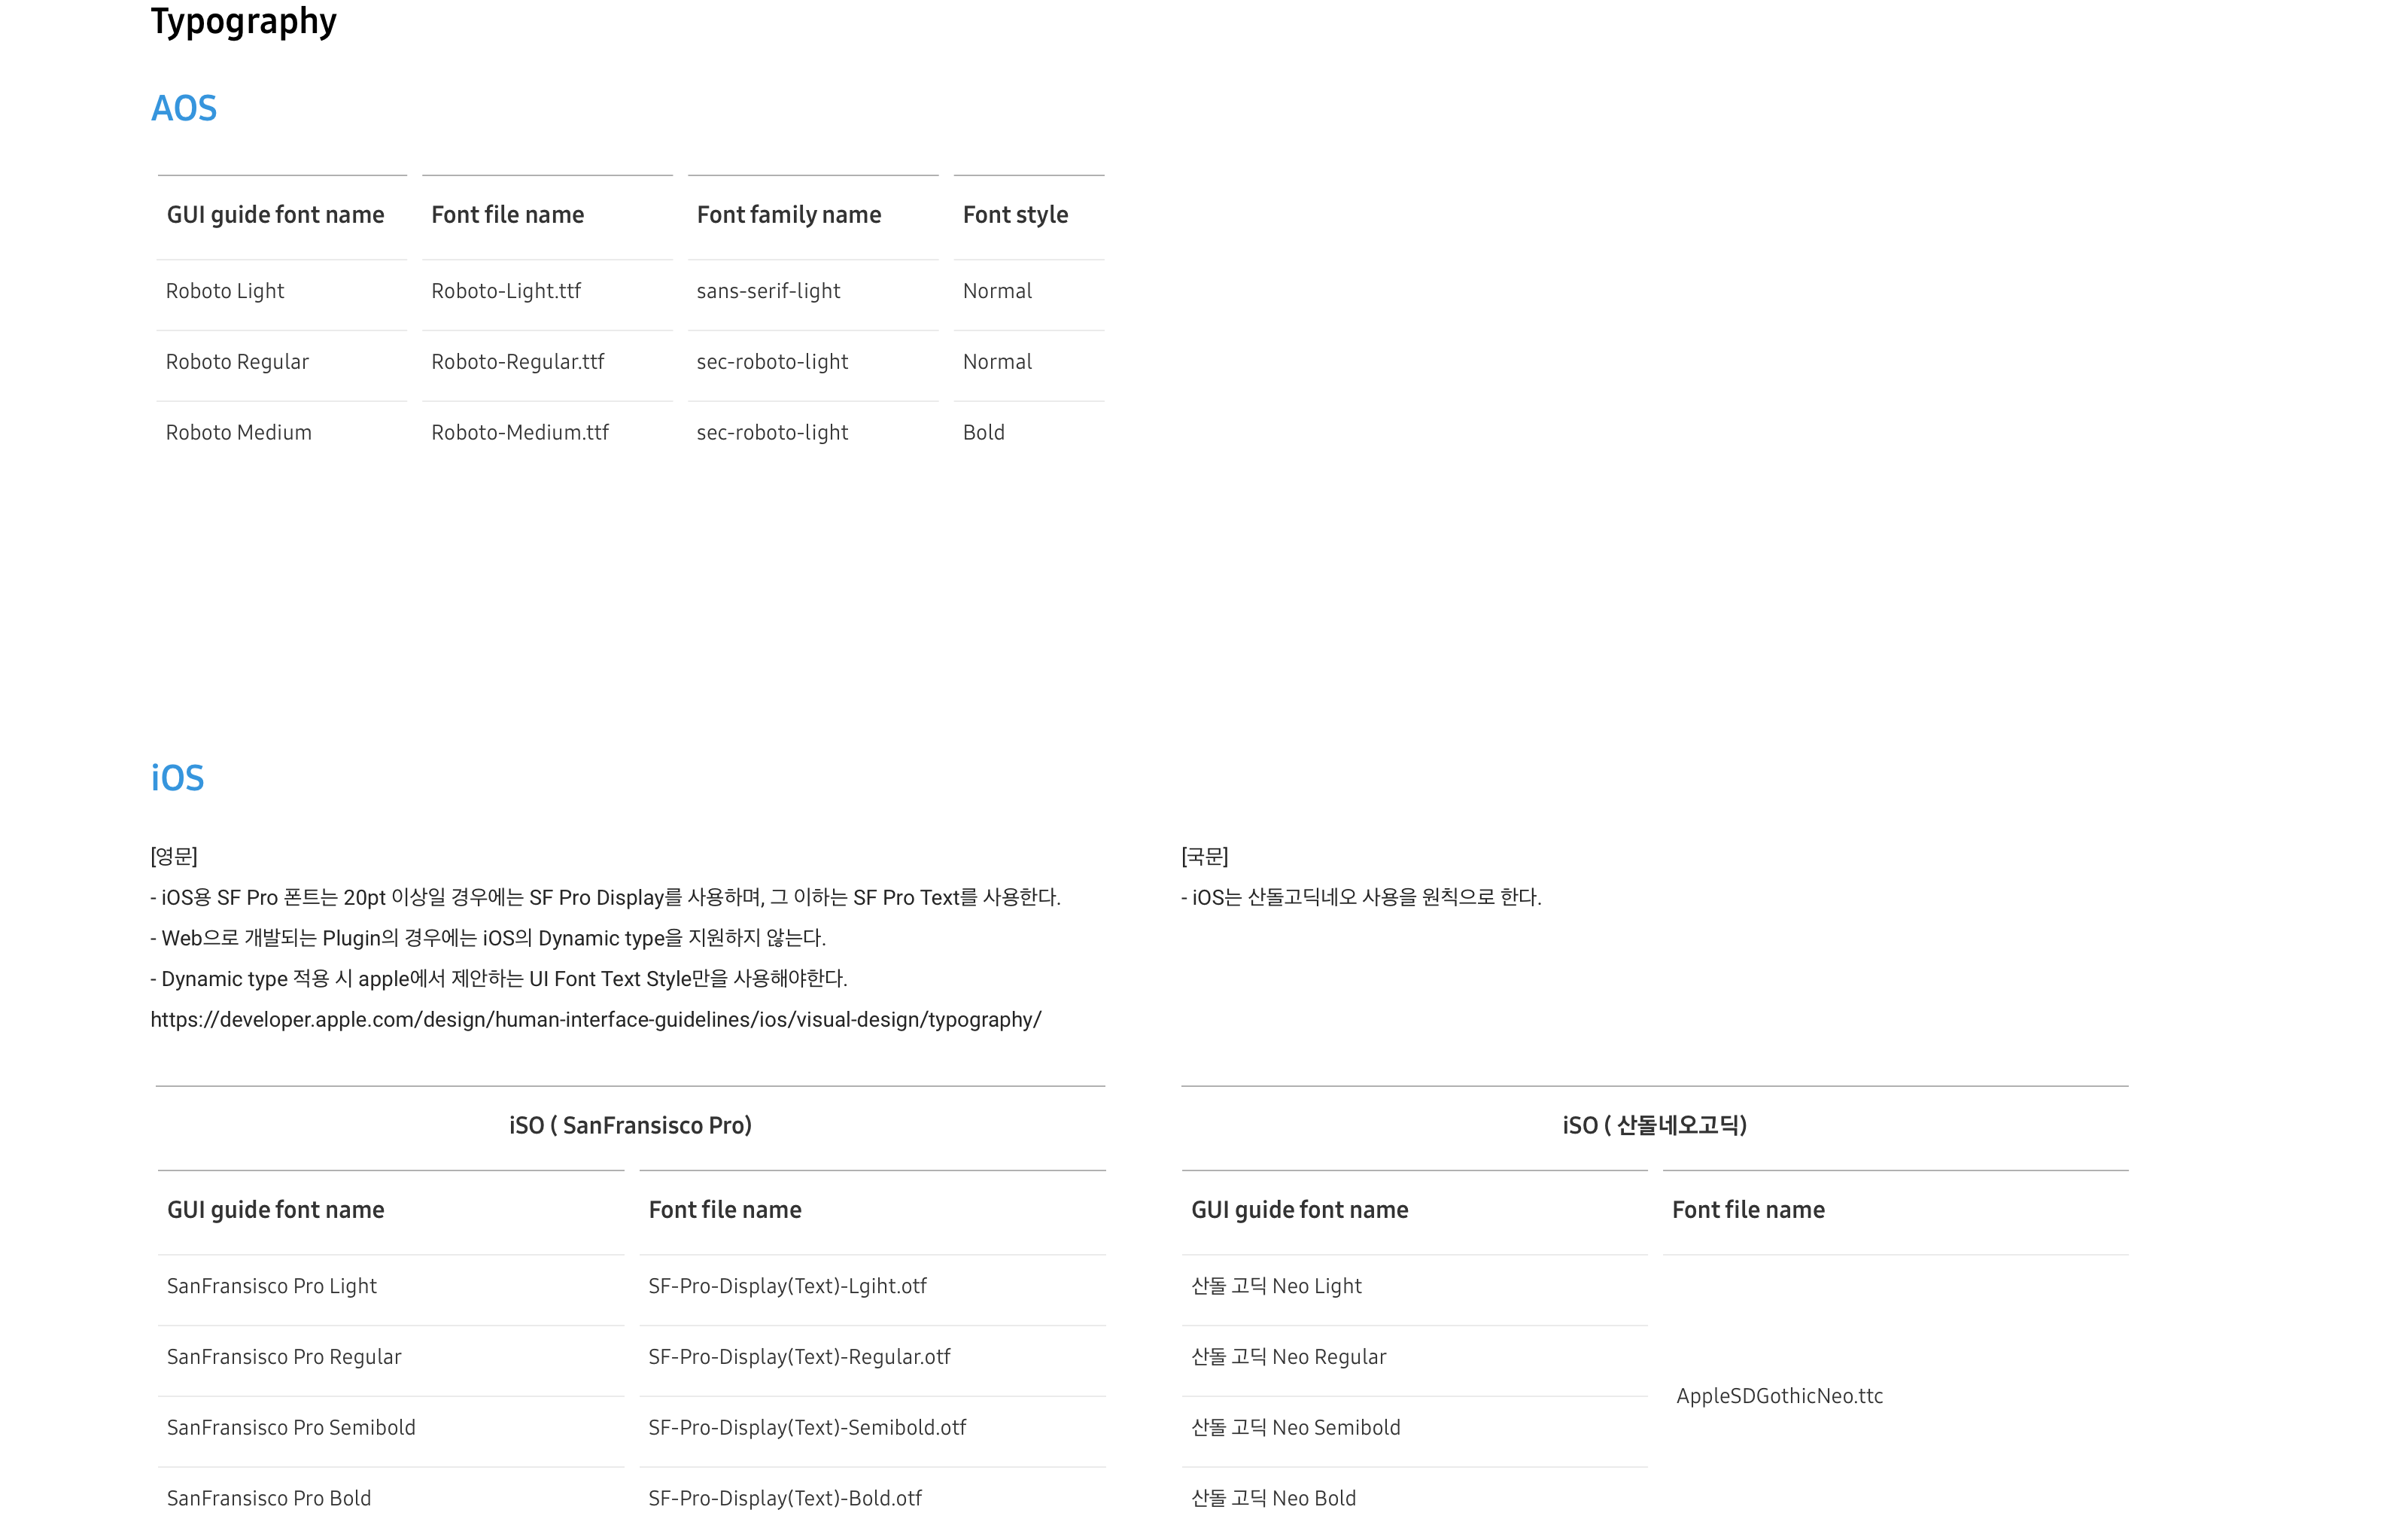 Typography
AOS
GUI guide font name Font file name Font family name Font style
Roboto Light Roboto-Light.ttf sans-serif-light Normal
Roboto Regular Roboto-Regular.ttf sec-roboto-light Normal
Roboto Medium Roboto-Medium.ttf sec-roboto-light Bold
iOS
[영문]
- iOS용 SF Pro 폰트는 20pt 이상일 경우에는 SF Pro Display를 사용하며, 그 이하는 SF Pro Text를 사용한다.
- Web으로 개발되는 Plugin의 경우에는 iOS의 Dynamic type을 지원하지 않는다.
- Dynamic type 적용 시 apple에서 제안하는 UI Font Text Style만을 사용해야한다.
https://developer.apple.com/design/human-interface-guidelines/ios/visual-design/typography/
[국문]
- iOS는 산돌고딕네오 사용을 원칙으로 한다.
iSO ( SanFransisco Pro)
GUI guide font name Font file name
SanFransisco Pro Light SF-Pro-Display(Text)-Lgiht.otf
SanFransisco Pro Regular SF-Pro-Display(Text)-Regular.otf
SanFransisco Pro Semibold SF-Pro-Display(Text)-Semibold.otf
SanFransisco Pro Bold SF-Pro-Display(Text)-Bold.otf
iSO ( 산돌네오고딕)
GUI guide font name Font file name
산돌 고딕 Neo Light
산돌 고딕 Neo Regular
AppleSDGothicNeo.ttc
산돌 고딕 Neo Semibold
산돌 고딕 Neo Bold